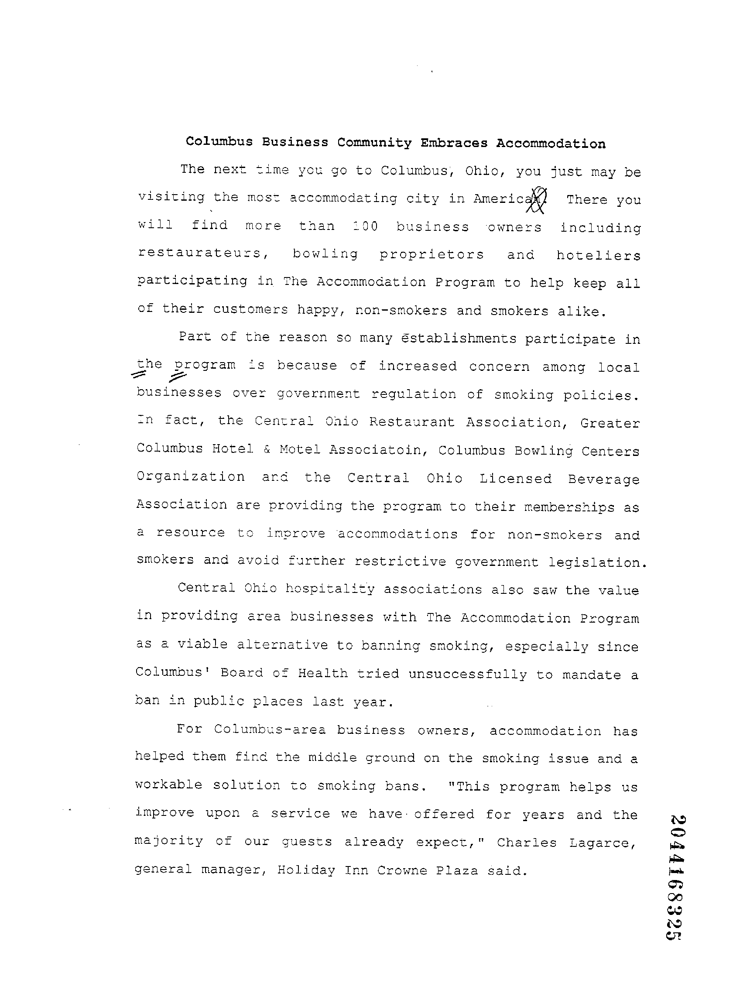 Columbus Business Community Embraces Accommodation
The next time you go to Columbus, Ohio, you just may be
visiting the most accommodating city in America. There you
will find more than 100 business owners including
restaurateurs, bowling proprietors and hoteliers
participating in The Accommodation Program to help keep all
of their customers happy, non-smokers and smokers alike.
Part of the reason so many establishments participate in
the program is because of increased concern among local
businesses over government regulation of smoking policies.
In fact, the Central Ohio Restaurant Association, Greater
Columbus Hotel & Motel Associatoin, Columbus Bowling Centers
Organization and the Central Ohio Licensed Beverage
Association are providing the program to their memberships as
a resource to improve accommodations for non-smokers and
smokers and avoid further restrictive government legislation.
Central Ohio hospitality associations also saw the value
in providing area businesses with The Accommodation Program
as a viable alternative to banning smoking, especially since
Columbus' Board of Health tried unsuccessfully to mandate a
ban in public places last year.
For Columbus-area business owners, accommodation has
helped them find the middle ground on the smoking issue and a
workable solution to smoking bans. "This program helps us
improve upon a service we have offered for years and the
majority of our guests already expect," Charles Lagarce,
general manager, Holiday Inn Crowne Plaza said.
2044168325